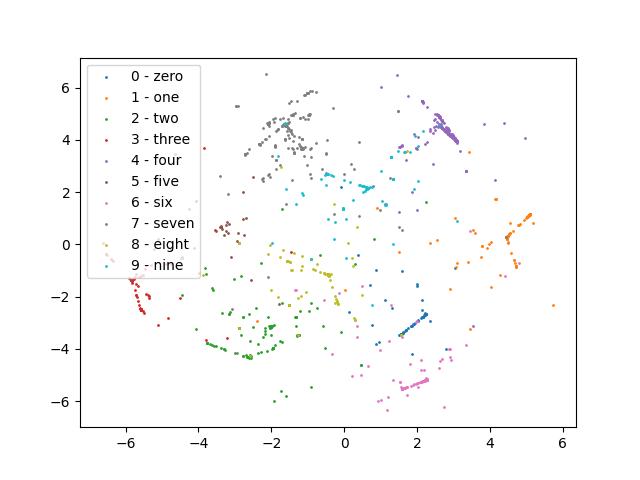 6
4
2
0
−2
−4
−6
0 - zero
1 - one
2 - two
3 - three
4 - four
5 - five
6 - six
7 - seven
8 - eight
9 - nine
−6 −4 −2 0 2 4 6